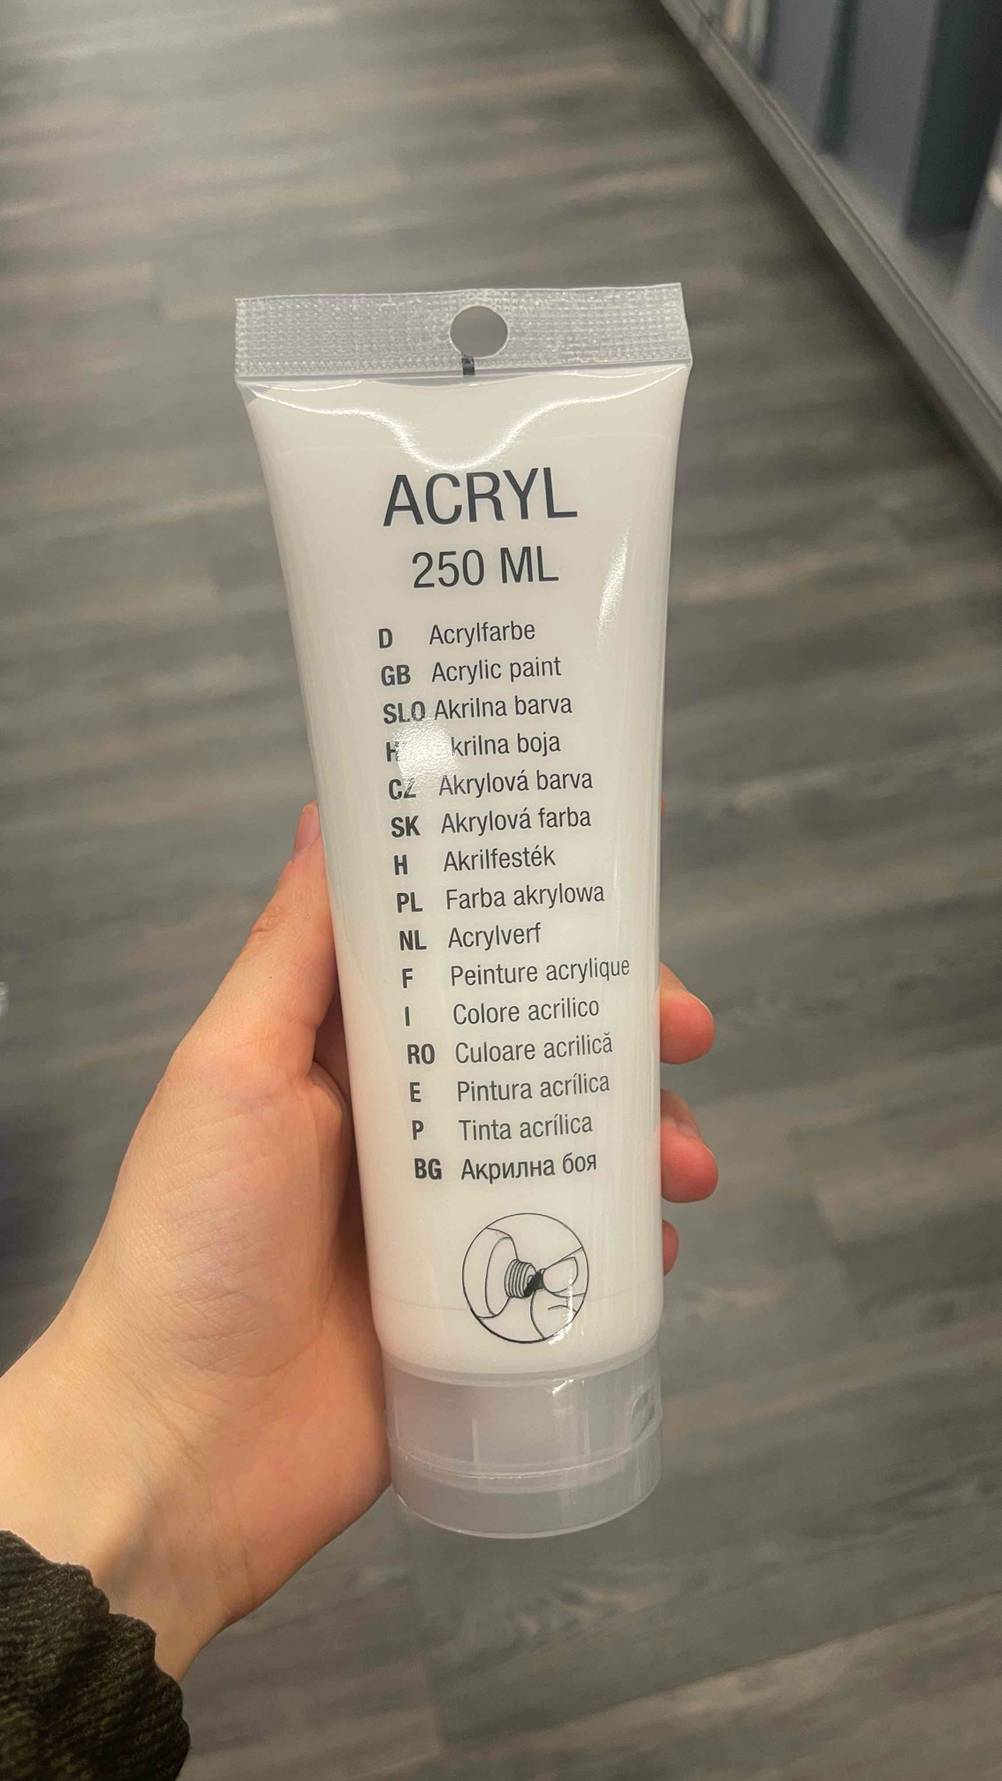 ACRYL
250 ML
D Acrylfarbe
GB Acrylic paint
SLO Akrilna barva
boja
CZ Akrylová barva
SK Akrylová farba
H Akrilfesték
PL Farba akrylowa
NL Acrylverf
F Peinture acrylique
I Colore acrilico
RO Culoare acrilică
E Pintura acrílica
P Tinta acrílica
BG Акрилна боя